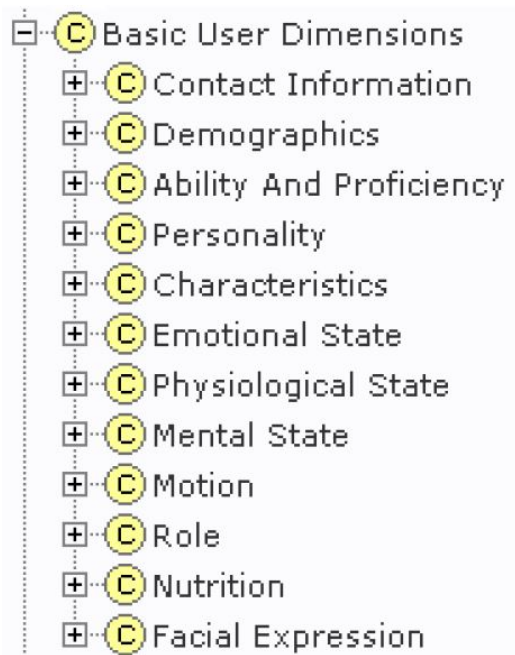 C Basic User Dimensions
C Contact Information
C Demographics
C Ability And Proficiency
C Personality
C Characteristics
C Emotional State
C Physiological State
C Mental State
C Motion
C Role
C Nutrition
C Facial Expression